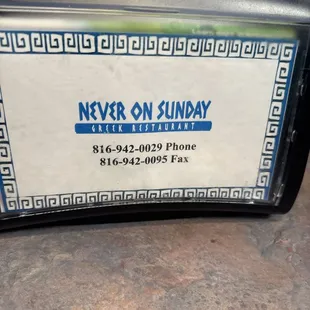 NEVER ON SUNDAY
GREEK RESTAURANT
816-942-0029 Phone
816-942-0095 Fax